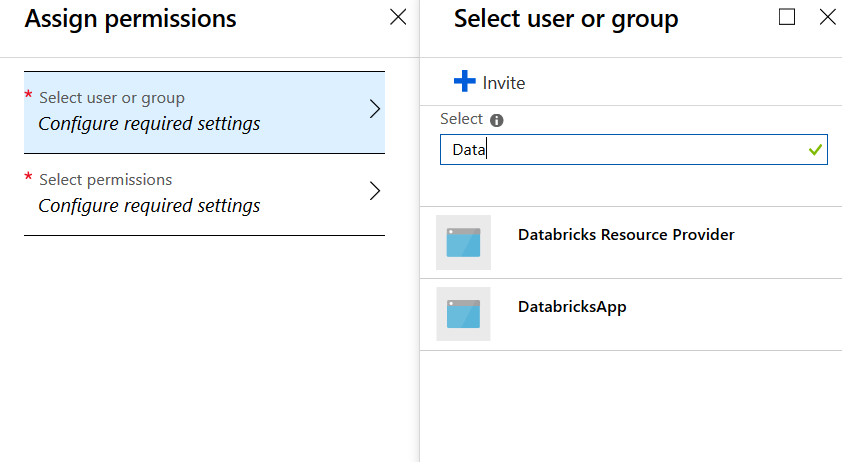 Assign permissions
* Select user or group
Configure required settings
* Select permissions
Configure required settings
Select user or group
Invite
Select
Data
Databricks Resource Provider
DatabricksApp